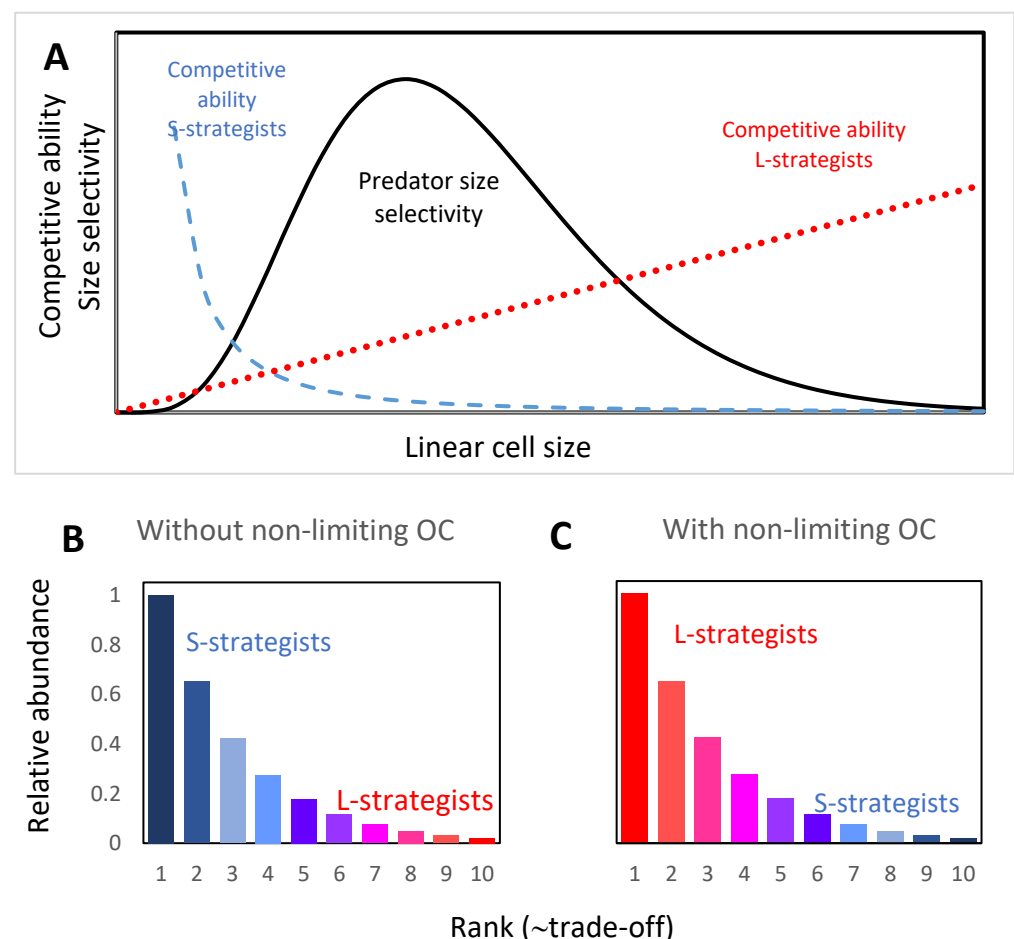 A
Competitive
ability
S-strategists
Competitive ability
L-strategists
Predator size
selectivity
Competitive ability
Size selectivity
Linear cell size
B
Without non-limiting OC
C
With non-limiting OC
Relative abundance
1
0.8
0.6
0.4
0.2
0
S-strategists
L-strategists
1 2 3 4 5 6 7 8 9 10
L-strategists
S-strategists
1 2 3 4 5 6 7 8 9 10
Rank (~trade-off)